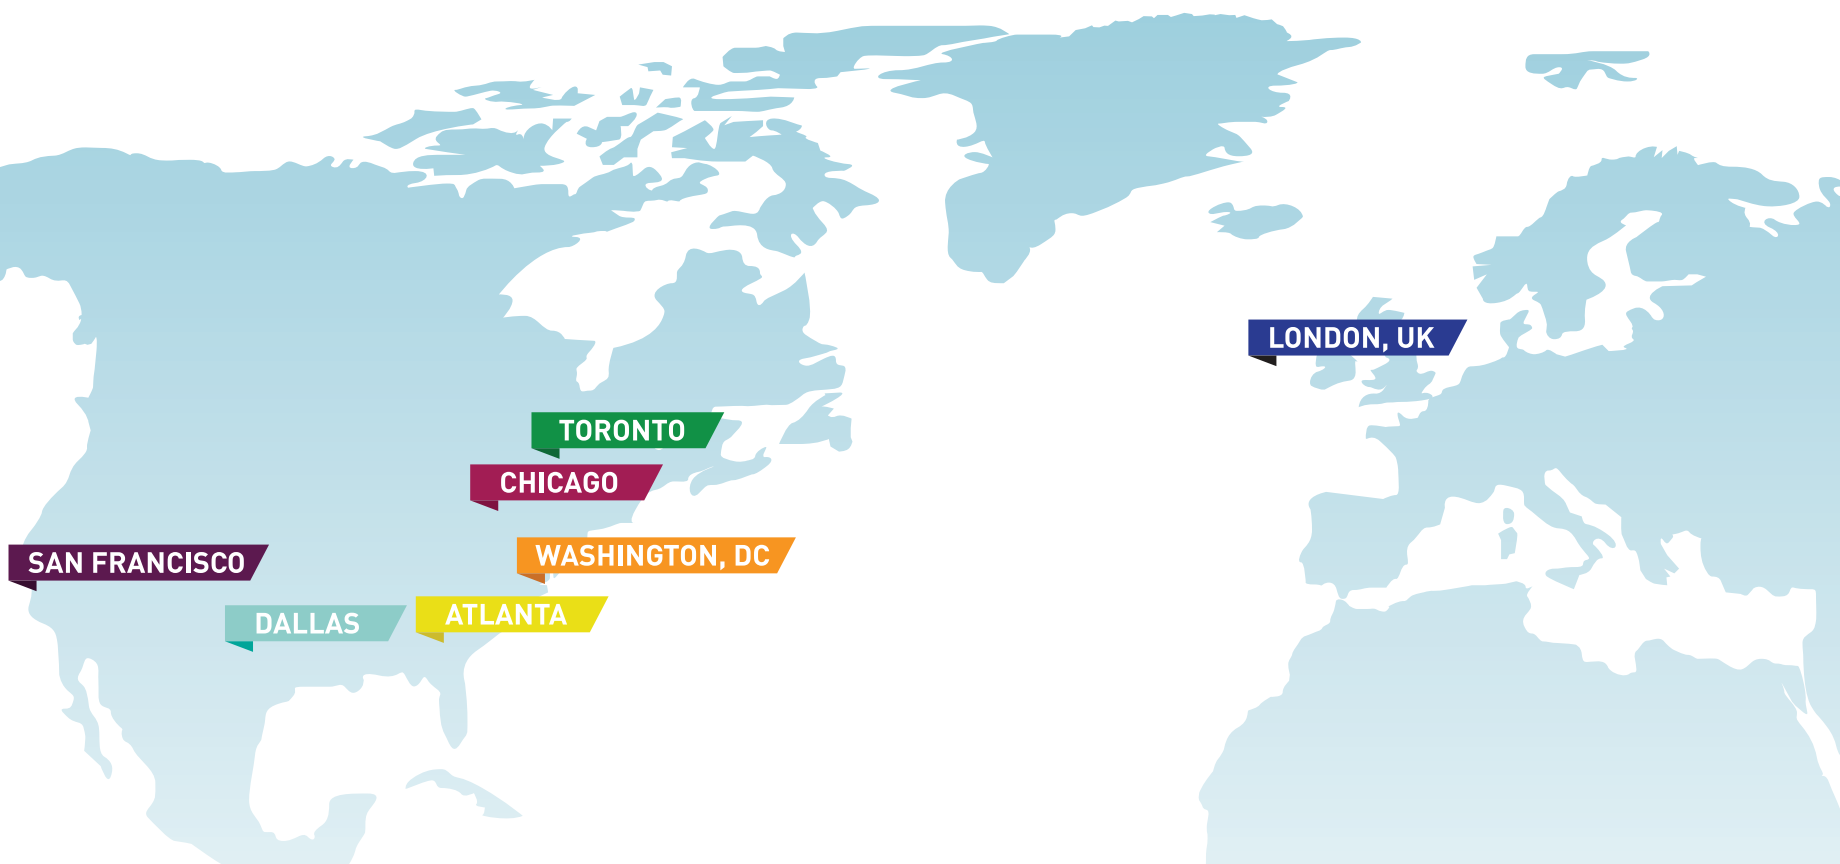 LONDON, UK
TORONTO
CHICAGO
WASHINGTON, DC
SAN FRANCISCO
ATLANTA
DALLAS